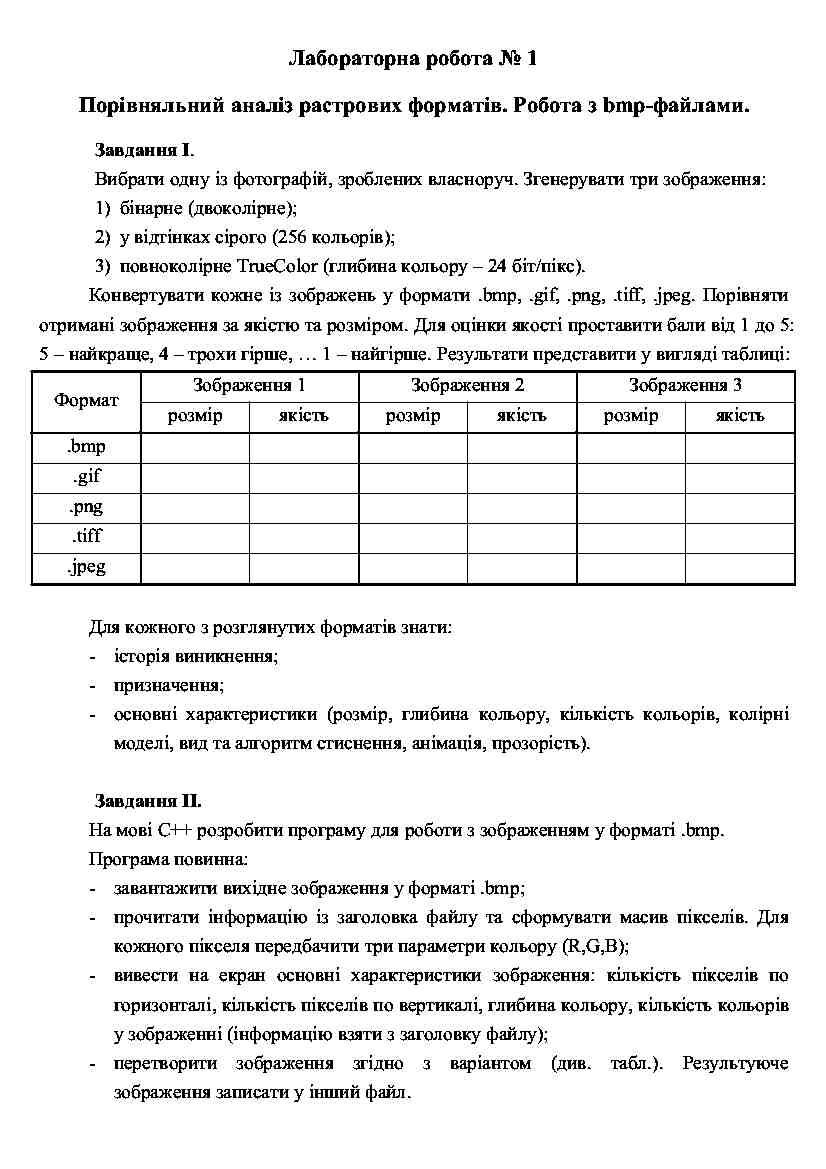 Лабораторна робота № 1
Порівняльний аналіз растрових форматів. Робота з bmp-файлами.
Завдання І.
Вибрати одну із фотографій, зроблених власноруч. Згенерувати три зображення:
1) бінарне (двоколірне);
2) у відтінках сірого (256 кольорів);
3) повноколірне TrueColor (глибина кольору – 24 біт/пікс).
Конвертувати кожне із зображень у формати .bmp, .gif, .png, .tiff, .jpeg. Порівняти
отримані зображення за якістю та розміром. Для оцінки якості проставити бали від 1 до 5:
5 – найкраще, 4 – трохи гірше, … 1 – найгірше. Результати представити у вигляді таблиці:
Формат Зображення 1 Зображення 2 Зображення 3
розмір якість розмір якість розмір якість
.bmp
.gif
.png
.tiff
.jpeg
Для кожного з розглянутих форматів знати:
- історія виникнення;
- призначення;
- основні характеристики (розмір, глибина кольору, кількість кольорів, колірні
моделі, вид та алгоритм стиснення, анімація, прозорість).
Завдання ІІ.
На мові С++ розробити програму для роботи з зображенням у форматі .bmp.
Програма повинна:
- завантажити вихідне зображення у форматі .bmp;
- прочитати інформацію із заголовка файлу та сформувати масив пікселів. Для
кожного пікселя передбачити три параметри кольору (R,G,B);
- вивести на екран основні характеристики зображення: кількість пікселів по
горизонталі, кількість пікселів по вертикалі, глибина кольору, кількість кольорів
у зображенні (інформацію взяти з заголовку файлу);
- перетворити зображення згідно з варіантом (див. табл.). Результуюче
зображення записати у інший файл.